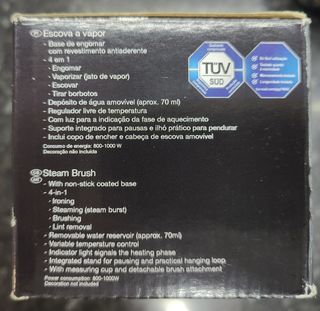 PT
Escova a vapor
- Base de engomar
com revestimento antiaderente
- 4 em 1
- Engomar
- Vaporizar (jato de vapor)
- Escovar
- Tirar borbotos
- Depósito de água amovível (aprox. 70 ml)
- Regulador livre de temperatura
- Com luz para a indicação da fase de aquecimento
- Suporte integrado para pausas e ilhó prático para pendurar
- Inclui copo de encher e cabeça de escova amovível
Consumo de energia: 800-1000 W
Decoração não incluída
TÜV
SÜD
GB
Steam Brush
- With non-stick coated base
- 4-in-1
- Ironing
- Steaming (steam burst)
- Brushing
- Lint removal
- Removable water reservoir (approx. 70ml)
- Variable temperature control
- Indicator light signals the heating phase
- Integrated stand for pausing and practical hanging loop
- With measuring cup and detachable brush attachment
Power consumption: 800-1000W
Decoration not included